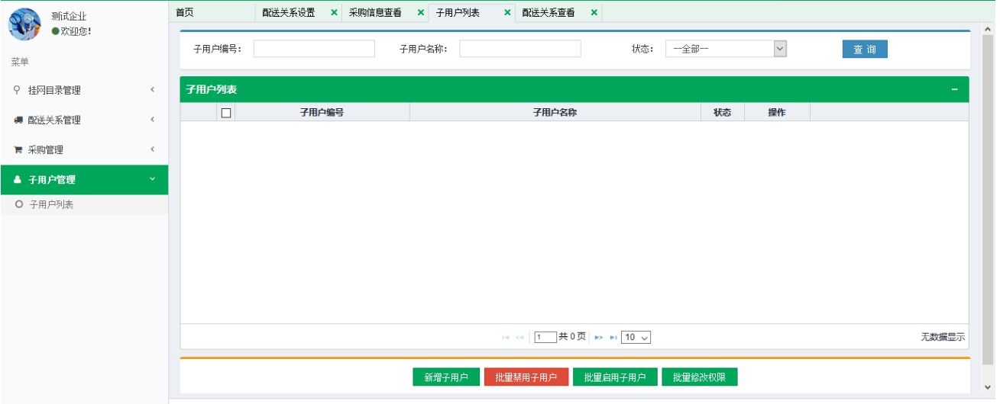 测试企业
欢迎您!
菜单
挂网目录管理
配送关系管理
采购管理
子用户管理
子用户列表
首页 配送关系设置 采购信息查看 子用户列表 配送关系查看
子用户编号： 子用户名称： 状态： --全部-- 查 询
子用户列表
子用户编号 子用户名称 状态 操作
1 共 0 页 10 无数据显示
新增子用户 批量禁用子用户 批量启用子用户 批量修改权限